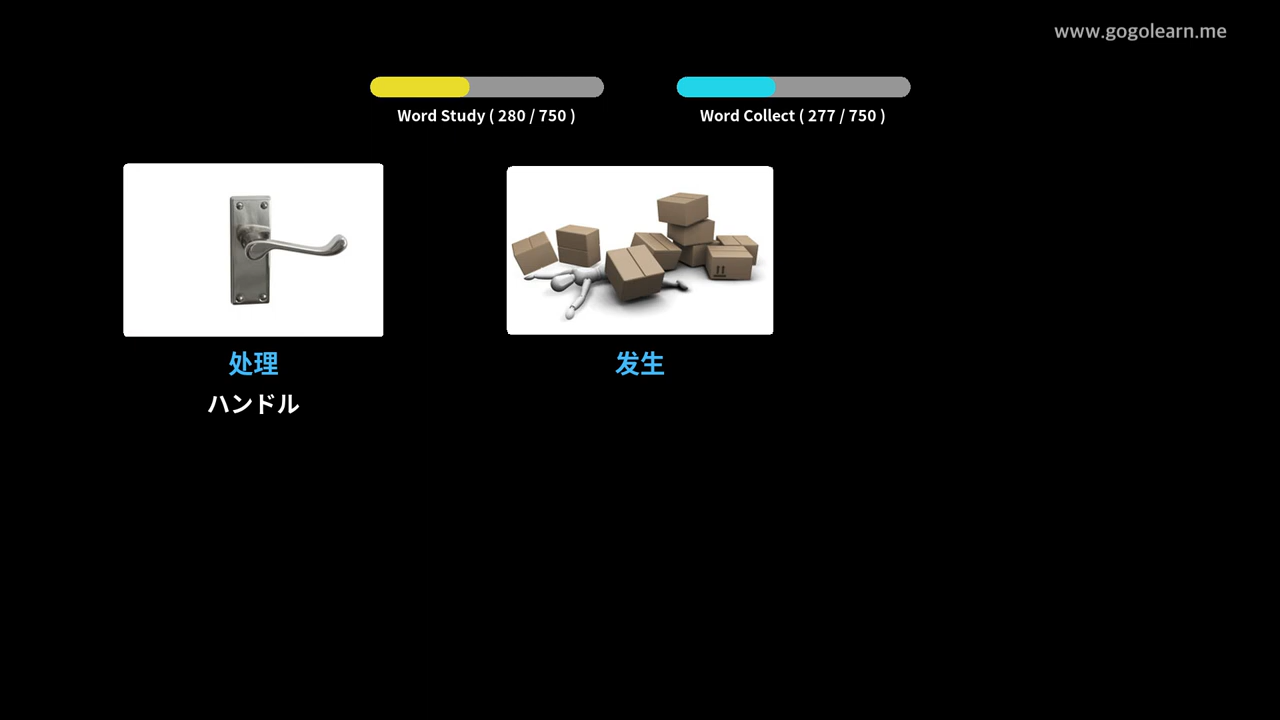 www.gogolearn.me
Word Study ( 280 / 750 )
Word Collect ( 277 / 750 )
处理
ハンドル
发生